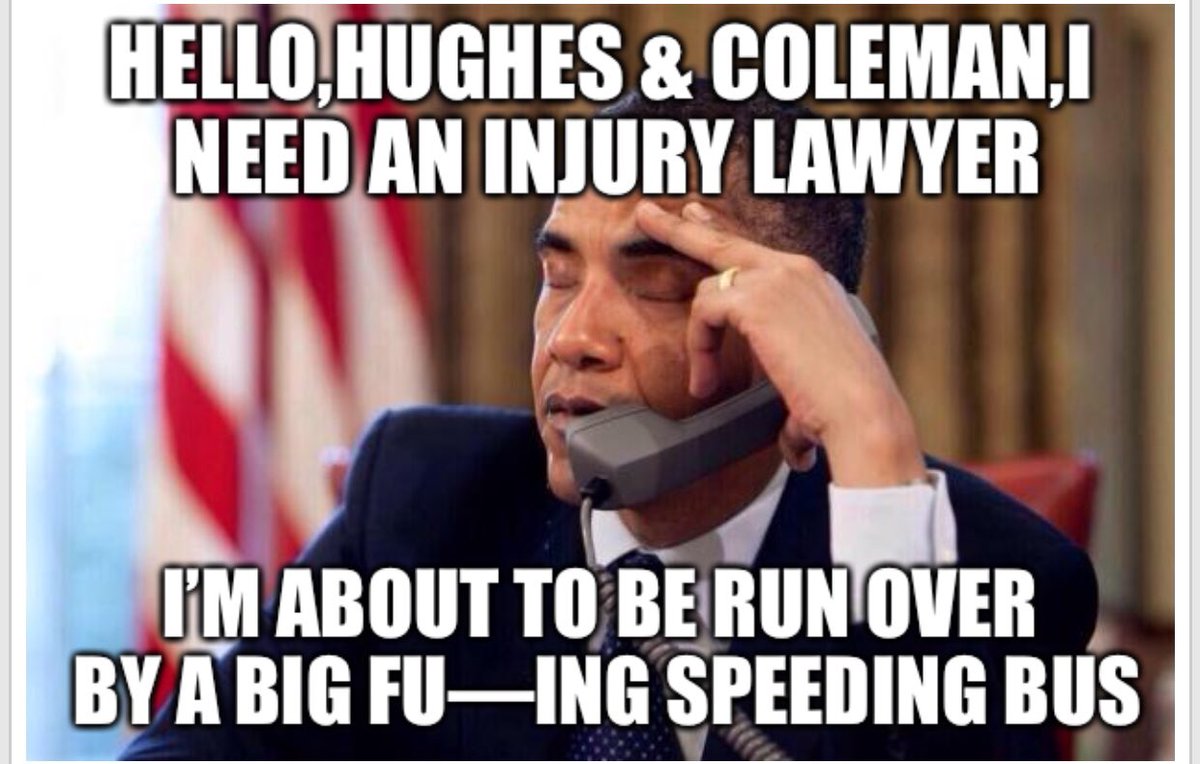 HELLO,HUGHES & COLEMAN,I
NEED AN INJURY LAWYER
I'M ABOUT TO BE RUN OVER
BY A BIG FU—ING SPEEDING BUS